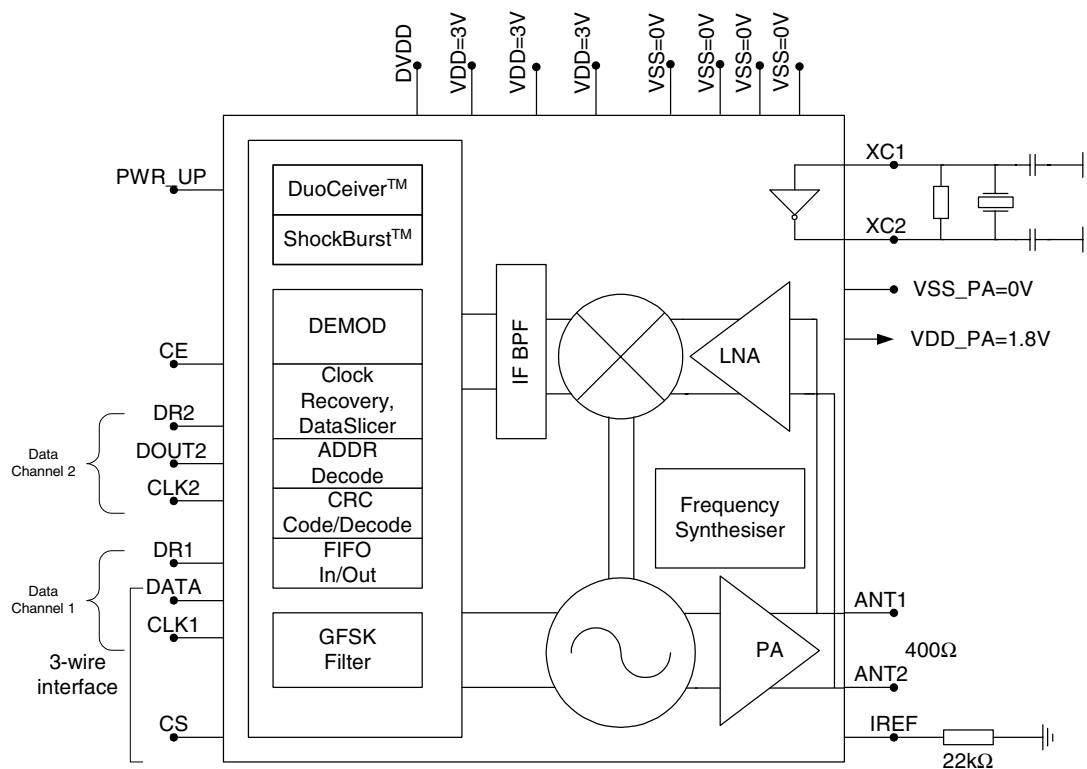 DVDD
VDD=3V
VDD=3V
VDD=3V
VSS=0V
VSS=0V
VSS=0V
VSS=0V
PWR_UP
DuoCeiver™
ShockBurst™
XC1
XC2
VSS_PA=0V
VDD_PA=1.8V
DEMOD
IF BPF
LNA
CE
Clock
Recovery,
DataSlicer
DR2
DOUT2
CLK2
Data
Channel 2
ADDR
Decode
CRC
Code/Decode
FIFO
In/Out
Frequency
Synthesiser
DR1
DATA
CLK1
Data
Channel 1
3-wire
interface
GFSK
Filter
PA
ANT1
400Ω
ANT2
CS
IREF
22kΩ